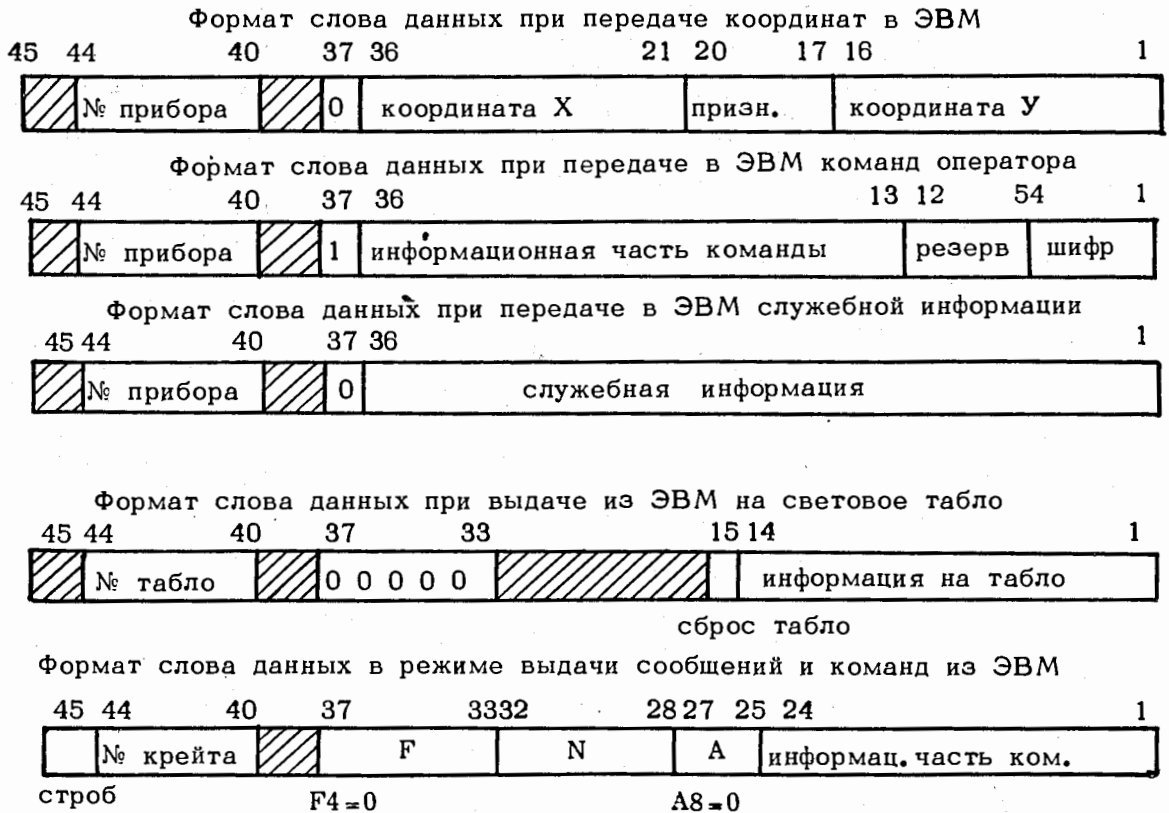 Формат слова данных при передаче координат в ЭВМ
45 44 40 37 36 21 20 17 16 1
№ прибора 0 координата X призн. координата У
Формат слова данных при передаче в ЭВМ команд оператора
45 44 40 37 36 13 12 54 1
№ прибора 1 информационная часть команды резерв шифр
Формат слова данных при передаче в ЭВМ служебной информации
45 44 40 37 36 1
№ прибора 0 служебная информация
Формат слова данных при выдаче из ЭВМ на световое табло
45 44 40 37 33 15 14 1
№ табло 0 0 0 0 0 информация на табло
сброс табло
Формат слова данных в режиме выдачи сообщений и команд из ЭВМ
45 44 40 37 3332 28 27 25 24 1
№ крейта F N A информац. часть ком.
строб F4=0 A8=0